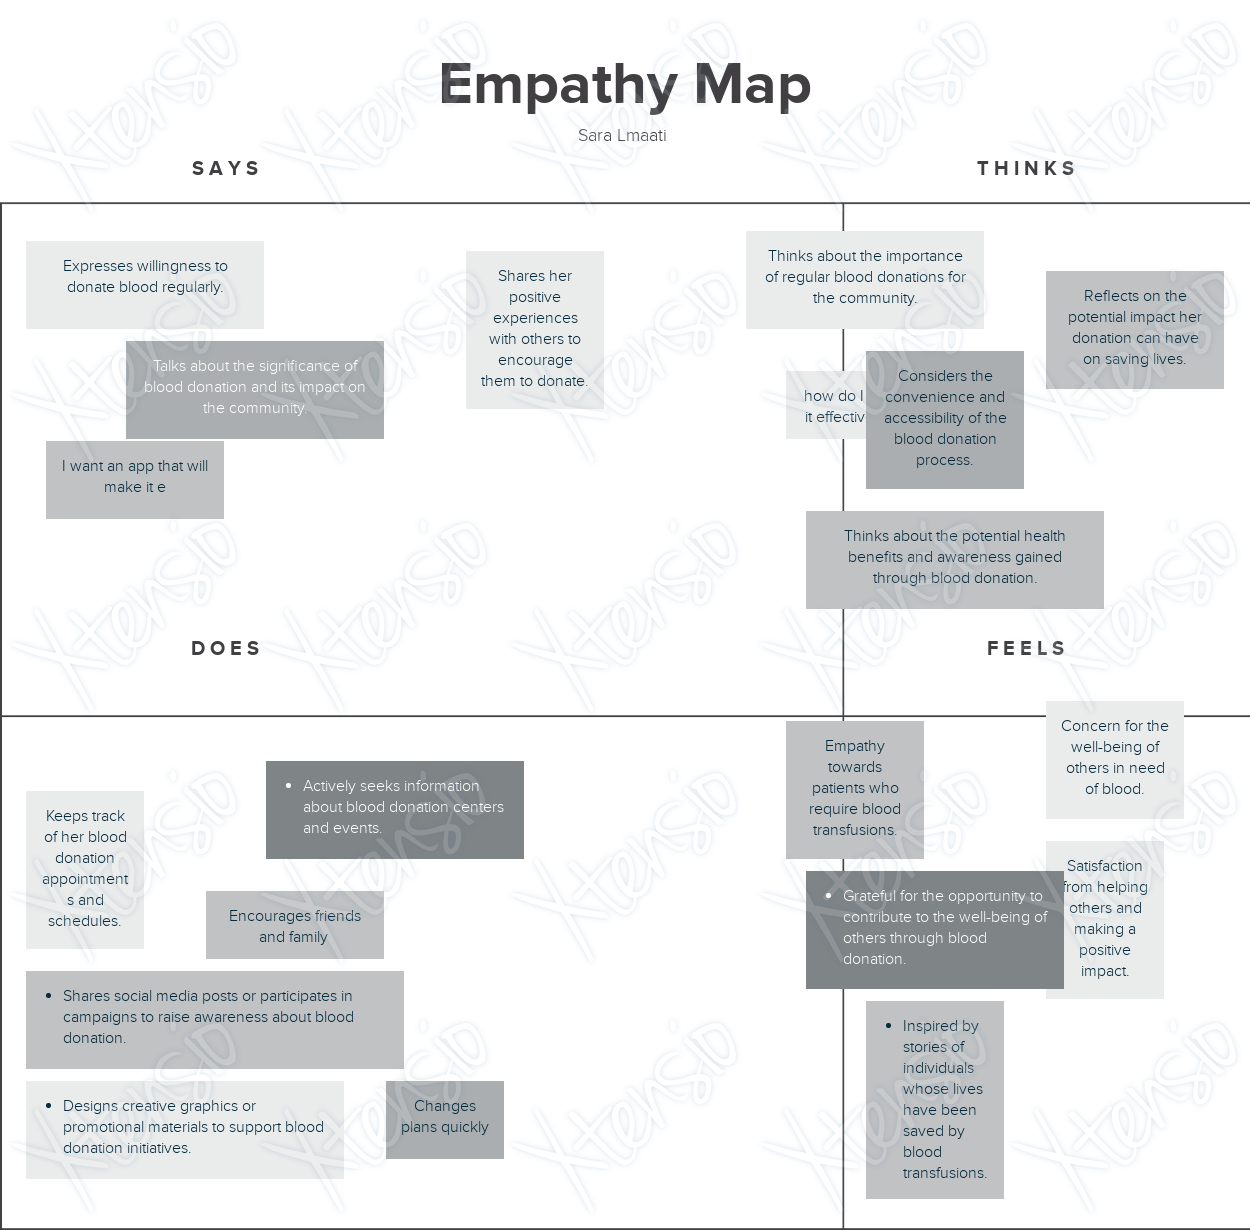 Empathy Map
Sara Lmaati
SAYS
THINKS
Expresses willingness to
donate blood regularly.
Talks about the significance of
blood donation and its impact on
the community.
I want an app that will
make it e
Shares her
positive
experiences
with others to
encourage
them to donate.
Thinks about the importance
of regular blood donations for
the community.
Reflects on the
potential impact her
donation can have
on saving lives.
how do I
it effectiv
Considers the
convenience and
accessibility of the
blood donation
process.
Thinks about the potential health
benefits and awareness gained
through blood donation.
DOES
FEELS
Keeps track
of her blood
donation
appointment
s and
schedules.
• Actively seeks information
about blood donation centers
and events.
Encourages friends
and family
• Shares social media posts or participates in
campaigns to raise awareness about blood
donation.
• Designs creative graphics or
promotional materials to support blood
donation initiatives.
Changes
plans quickly
Empathy
towards
patients who
require blood
transfusions.
Concern for the
well-being of
others in need
of blood.
• Grateful for the opportunity to
contribute to the well-being of
others through blood
donation.
Satisfaction
from helping
others and
making a
positive
impact.
• Inspired by
stories of
individuals
whose lives
have been
saved by
blood
transfusions.
Xtensio